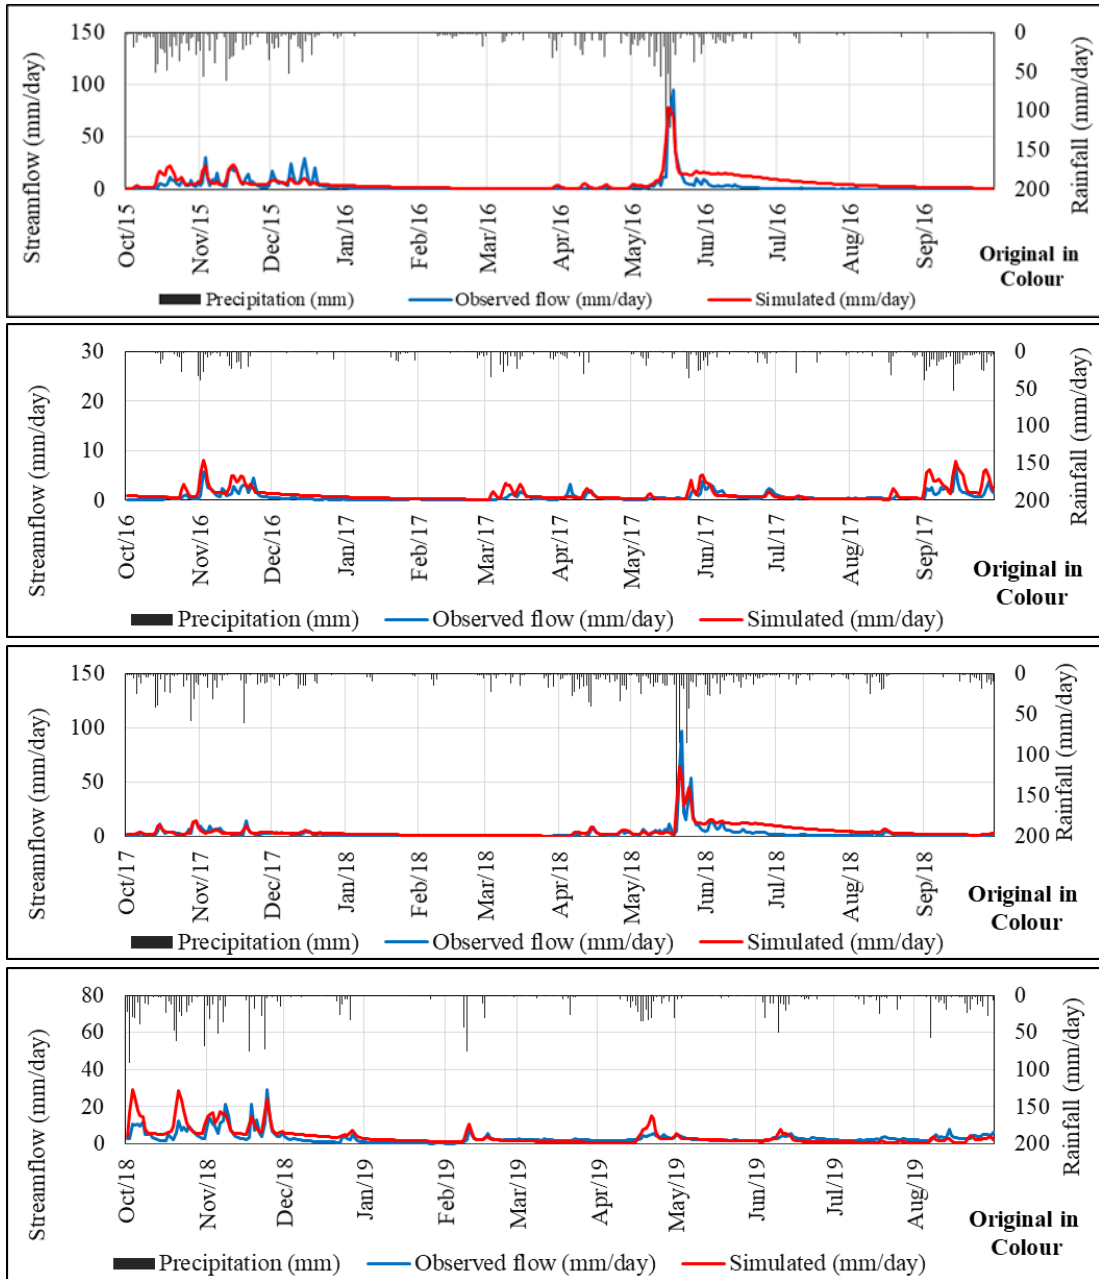 150
100
50
0
Streamflow (mm/day)
0
50
100
150
200
Rainfall (mm/day)
Oct/15
Nov/15
Dec/15
Jan/16
Feb/16
Mar/16
Apr/16
May/16
Jun/16
Jul/16
Aug/16
Sep/16
Original in
Colour
Precipitation (mm) Observed flow (mm/day) Simulated (mm/day)
30
20
10
0
Streamflow (mm/day)
0
50
100
150
200
Rainfall (mm/day)
Oct/16
Nov/16
Dec/16
Jan/17
Feb/17
Mar/17
Apr/17
May/17
Jun/17
Jul/17
Aug/17
Sep/17
Original in
Colour
Precipitation (mm) Observed flow (mm/day) Simulated (mm/day)
150
100
50
0
Streamflow (mm/day)
0
50
100
150
200
Rainfall (mm/day)
Oct/17
Nov/17
Dec/17
Jan/18
Feb/18
Mar/18
Apr/18
May/18
Jun/18
Jul/18
Aug/18
Sep/18
Original in
Colour
Precipitation (mm) Observed flow (mm/day) Simulated (mm/day)
80
60
40
20
0
Streamflow (mm/day)
0
50
100
150
200
Rainfall (mm/day)
Oct/18
Nov/18
Dec/18
Jan/19
Feb/19
Mar/19
Apr/19
May/19
Jun/19
Jul/19
Aug/19
Original in
Colour
Precipitation (mm) Observed flow (mm/day) Simulated (mm/day)